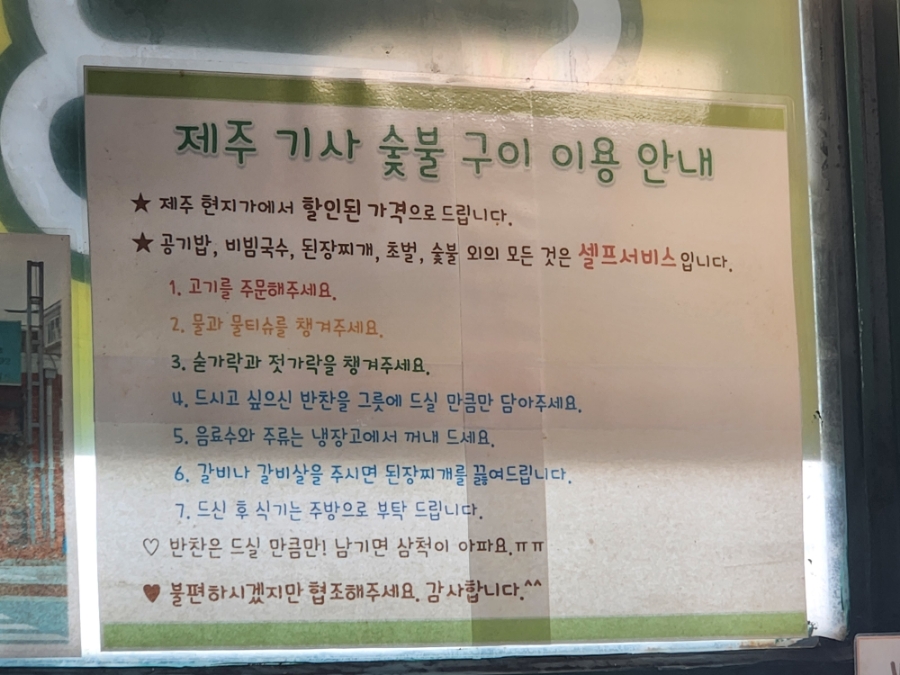 제주 기사 숯불 구이 이용 안내
★ 제주 현지가에서 할인된 가격으로 드립니다.
★ 공기밥, 비빔국수, 된장찌개, 초벌, 숯불 외의 모든 것은 셀프서비스입니다.
1. 고기를 주문해주세요.
2. 물과 물티슈를 챙겨주세요.
3. 숟가락과 젓가락을 챙겨주세요.
4. 드시고 싶으신 반찬을 그릇에 드실 만큼만 담아주세요.
5. 음료수와 주류는 냉장고에서 꺼내 드세요.
6. 갈비나 갈비살을 주시면 된장찌개를 끓여드립니다.
7. 드신 후 식기는 주방으로 부탁 드립니다.
♡ 반찬은 드실 만큼만! 남기면 삼척이 아파요.ㅠㅠ
♥ 불편하시겠지만 협조해주세요. 감사합니다.^^